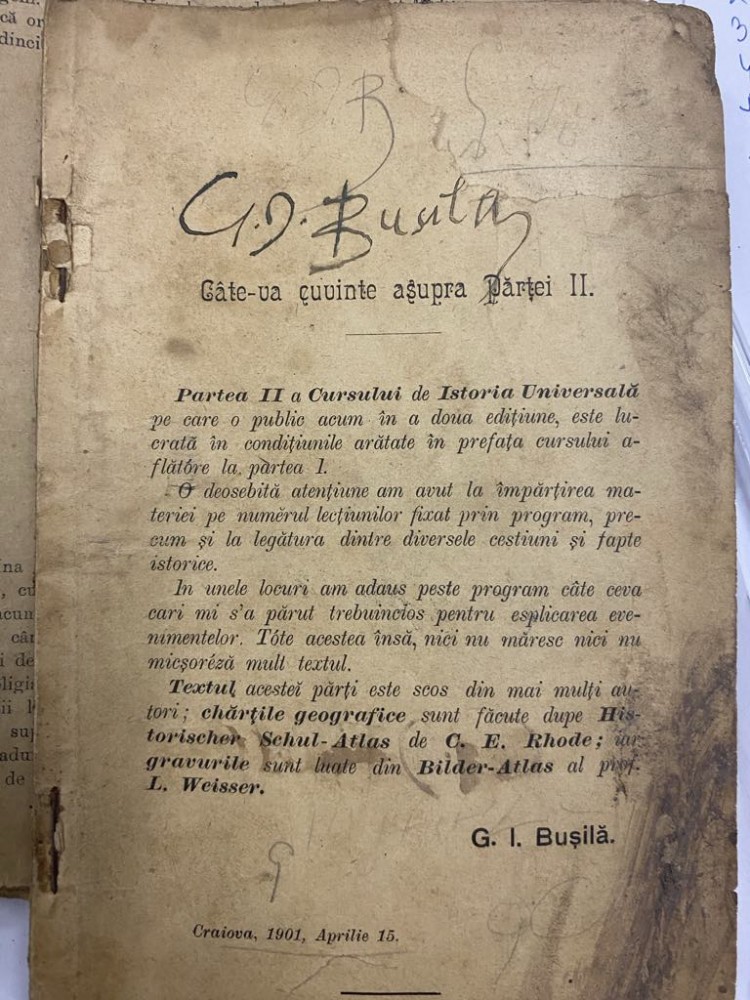 că or
dinci
G. I. Bușila
Câte-va cuvinte asupra Părței II.
Partea II a Cursului de Istoria Universală
pe care o public acum în a doua edițiune, este lu-
crată în condițiunile arătate în prefața cursului a-
flătóre la partea I.
O deosebită atențiune am avut la împărțirea ma-
teriei pe numĕrul lecțiunilor fixat prin program, pre-
cum și la legătura dintre diversele cestiuni și fapte
istorice.
In unele locuri am adaus peste program câte ceva
cari mi s'a părut trebuincios pentru esplicarea eve-
nimentelor. Tóte acestea însă, nici nu măresc nici nu
micșoréză mult textul.
Textul acesteĭ părți este scos din mai mulți au-
tori; chărțile geografice sunt făcute dupe His-
torischer Schul-Atlas de C. E. Rhode; iar
gravurile sunt luate din Bilder-Atlas al prof.
L. Weisser.
G. I. Bușilă.
Craiova, 1901, Aprilie 15.